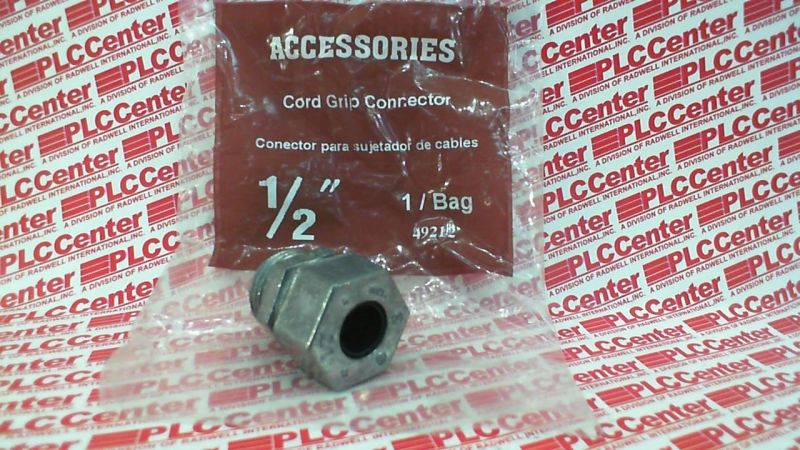 ACCESSORIES
Cord Grip Connector
Conector para sujetador de cables
1/2" 1 / Bag
49212
PLCCenter
A DIVISION OF RADWELL INTERNATIONAL, INC.